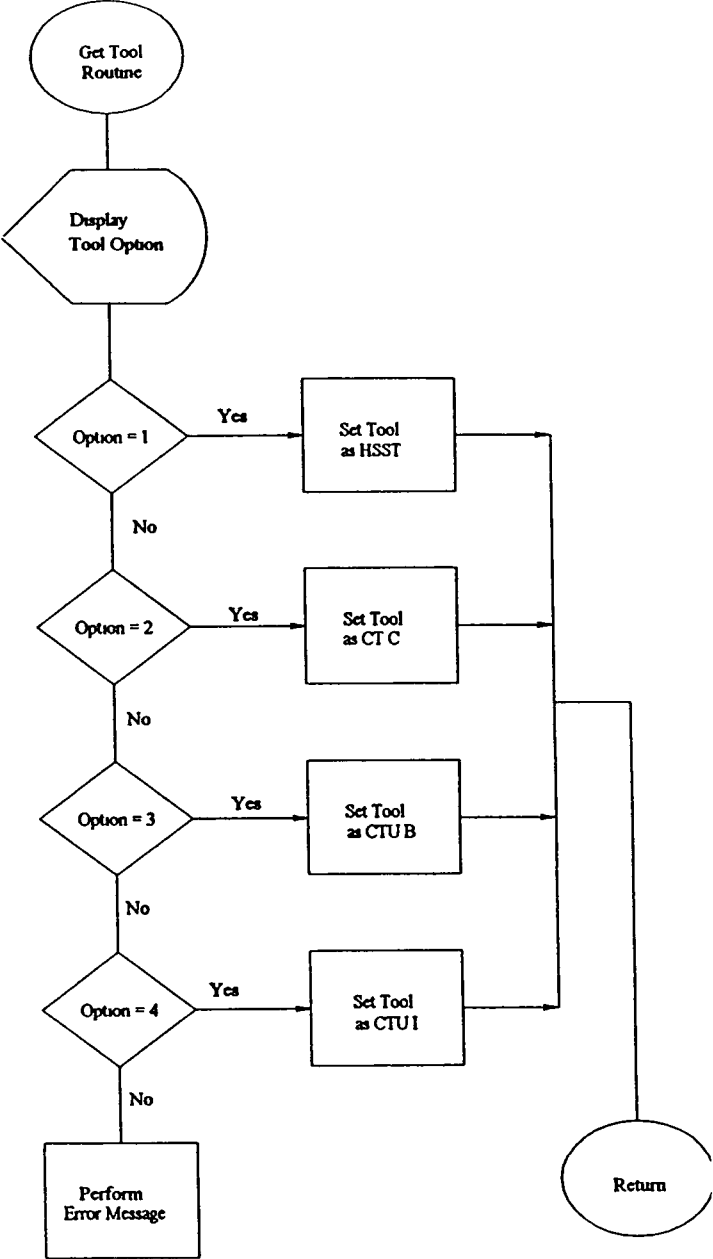 Get Tool
Routine
Display
Tool Option
Option = 1
Yes
Set Tool
as HSST
No
Option = 2
Yes
Set Tool
as CT C
No
Option = 3
Yes
Set Tool
as CTU B
No
Option = 4
Yes
Set Tool
as CTU I
No
Perform
Error Message
Return